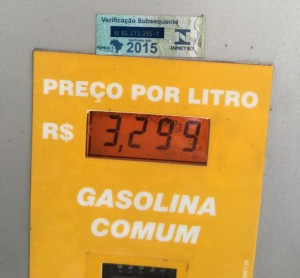 Verificação Subsequente
2015
INMETRO
PREÇO POR LITRO
R$ 3,299
GASOLINA
COMUM